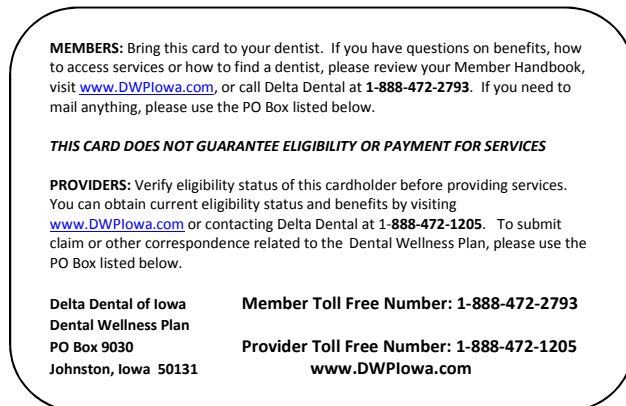 MEMBERS: Bring this card to your dentist.  If you have questions on benefits, how
to access services or how to find a dentist, please review your Member Handbook,
visit www.DWPIowa.com, or call Delta Dental at 1-888-472-2793.  If you need to
mail anything, please use the PO Box listed below.
THIS CARD DOES NOT GUARANTEE ELIGIBILITY OR PAYMENT FOR SERVICES
PROVIDERS: Verify eligibility status of this cardholder before providing services.
You can obtain current eligibility status and benefits by visiting
www.DWPIowa.com or contacting Delta Dental at 1-888-472-1205.  To submit
claim or other correspondence related to the Dental Wellness Plan, please use the
PO Box listed below.
Delta Dental of Iowa Member Toll Free Number: 1-888-472-2793
Dental Wellness Plan
PO Box 9030 Provider Toll Free Number: 1-888-472-1205
Johnston, Iowa  50131 www.DWPIowa.com